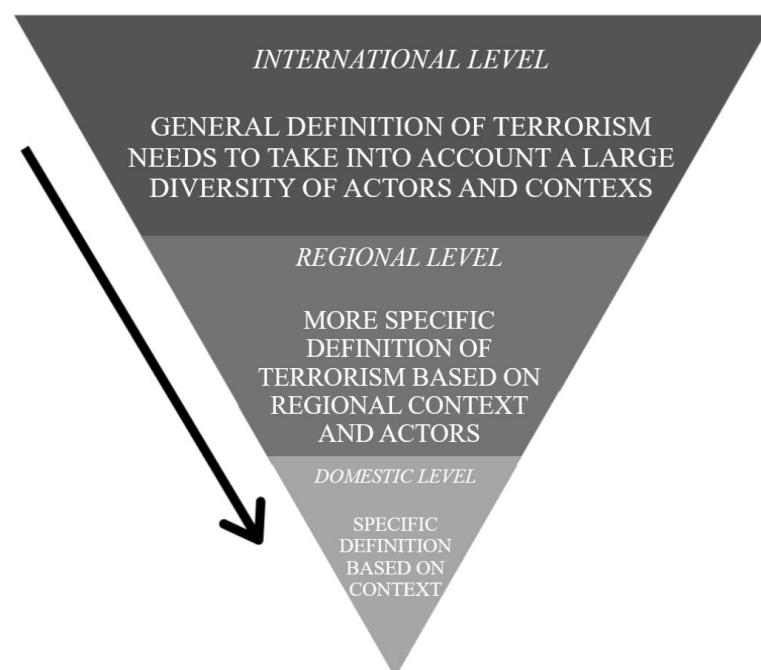 INTERNATIONAL LEVEL
GENERAL DEFINITION OF TERRORISM
NEEDS TO TAKE INTO ACCOUNT A LARGE
DIVERSITY OF ACTORS AND CONTEXS
REGIONAL LEVEL
MORE SPECIFIC
DEFINITION OF
TERRORISM BASED ON
REGIONAL CONTEXT
AND ACTORS
DOMESTIC LEVEL
SPECIFIC
DEFINITION
BASED ON
CONTEXT